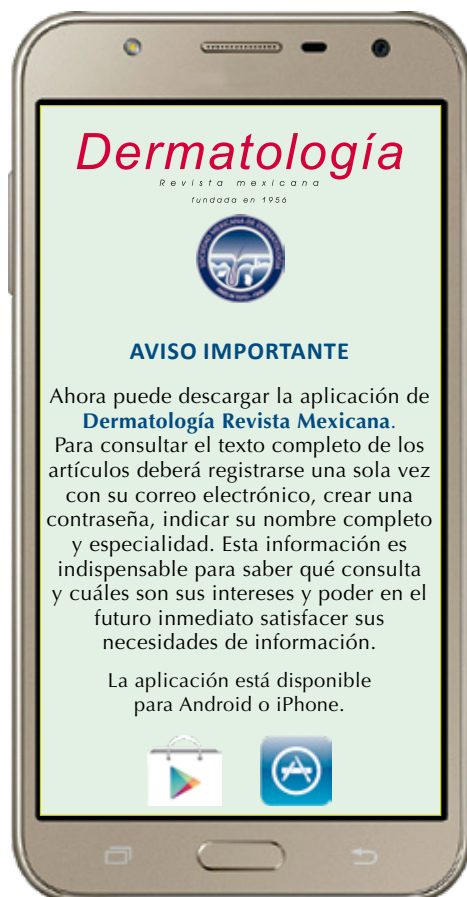 Dermatología
Revista mexicana
fundada en 1956
AVISO IMPORTANTE
Ahora puede descargar la aplicación de
Dermatología Revista Mexicana.
Para consultar el texto completo de los
artículos deberá registrarse una sola vez
con su correo electrónico, crear una
contraseña, indicar su nombre completo
y especialidad. Esta información es
indispensable para saber qué consulta
y cuáles son sus intereses y poder en el
futuro inmediato satisfacer sus
necesidades de información.
La aplicación está disponible
para Android o iPhone.